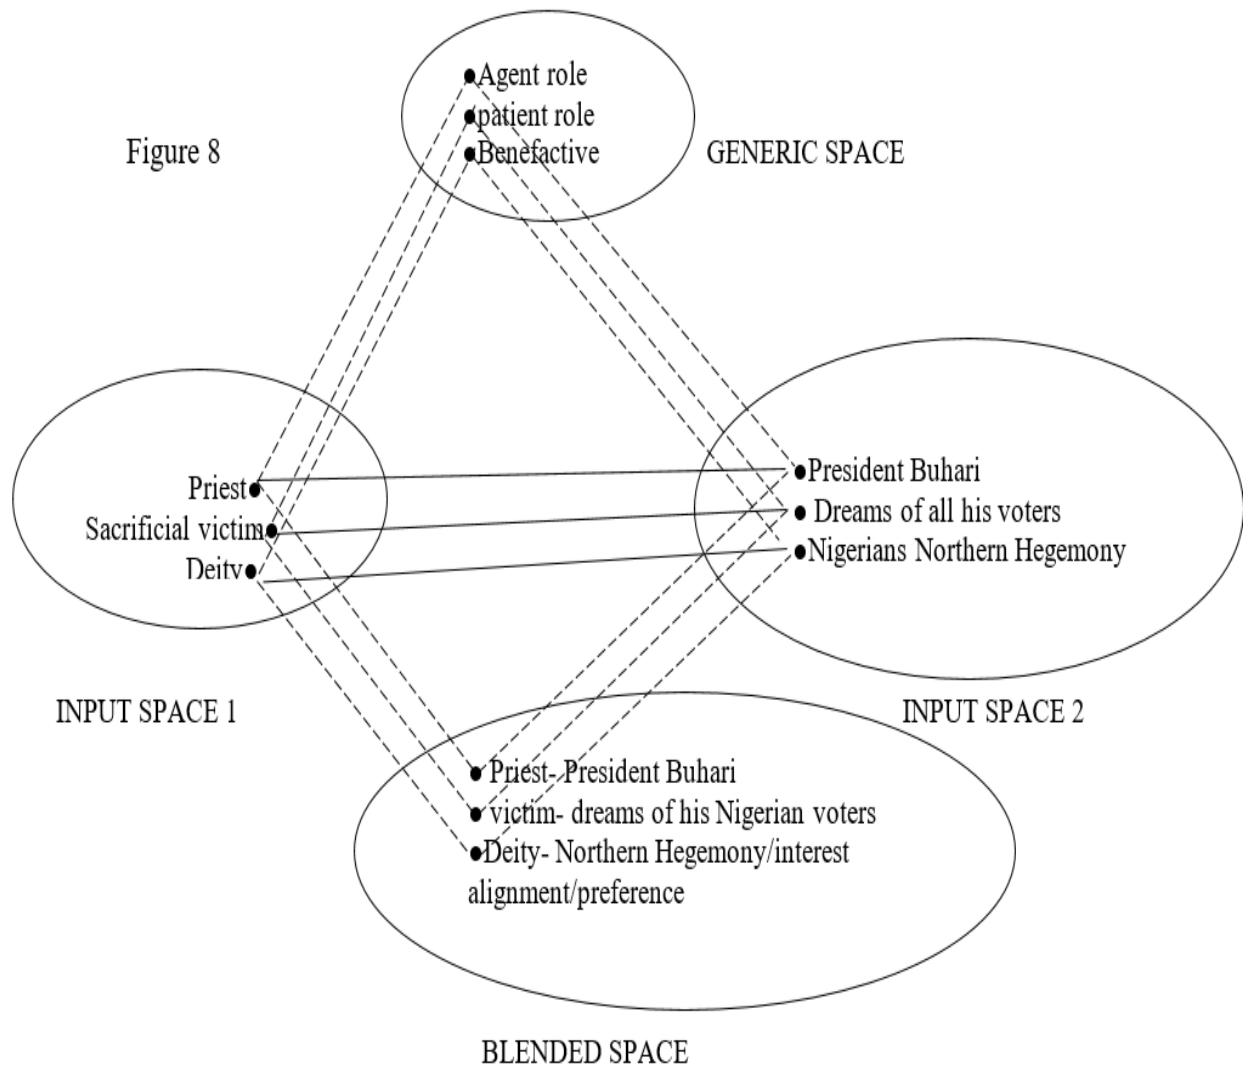 Agent role
patient role
Benefactive
Figure 8
GENERIC SPACE
Priest
Sacrificial victim
Deity
President Buhari
Dreams of all his voters
Nigerians Northern Hegemony
INPUT SPACE 1
INPUT SPACE 2
Priest- President Buhari
victim- dreams of his Nigerian voters
Deity- Northern Hegemony/interest
alignment/preference
BLENDED SPACE